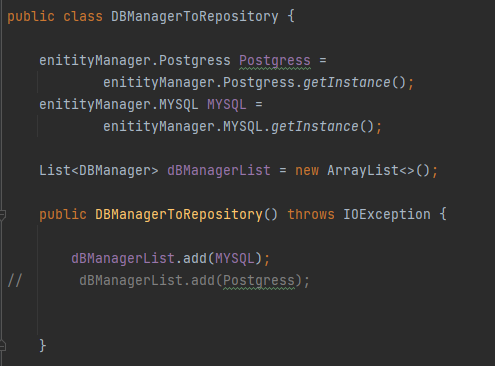 public class DBManagerToRepository {
enitityManager.Postgress Postgress =
enitityManager.Postgress.getInstance();
enitityManager.MYSQL MYSQL =
enitityManager.MYSQL.getInstance();
List<DBManager> dBManagerList = new ArrayList<>();
public DBManagerToRepository() throws IOException {
dBManagerList.add(MYSQL);
// dBManagerList.add(Postgress);
}